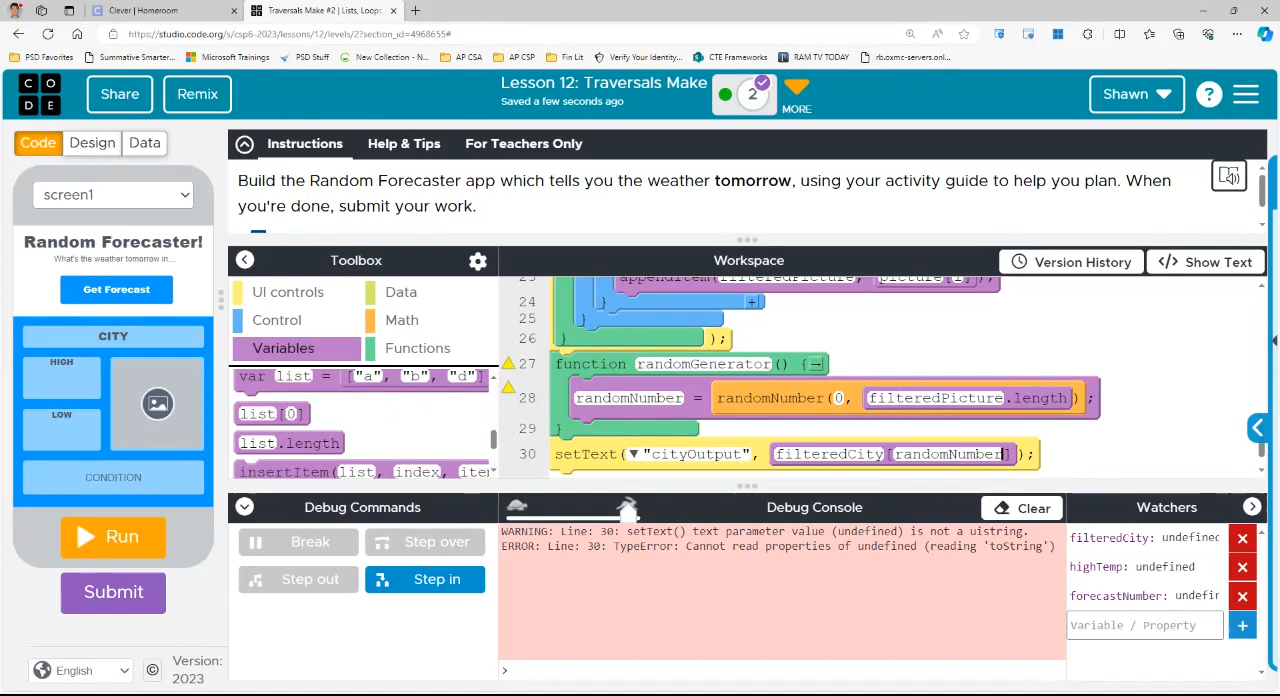 Clever | Homeroom
Traversals Make #2 | Lists, Loops
https://studio.code.org/s/csp6-2023/lessons/12/levels/2?section_id=4968655#
PSD Favorites
Summative Smarter...
Microsoft Trainings
PSD Stuff
New Collection - N...
AP CSA
AP CSP
Fin Lit
Verify Your Identity...
CTE Frameworks
RAM TV TODAY
rb.oxmc-servers.onl...
C O
D E
Share
Remix
Lesson 12: Traversals Make
Saved a few seconds ago
2
MORE
Shawn
?
Code
Design
Data
Instructions
Help & Tips
For Teachers Only
screen1
Build the Random Forecaster app which tells you the weather tomorrow, using your activity guide to help you plan. When
you're done, submit your work.
Random Forecaster!
What's the weather tomorrow in....
Get Forecast
CITY
HIGH
LOW
CONDITION
Toolbox
Workspace
Version History
</> Show Text
UI controls
Data
Control
Math
Variables
Functions
var list = ["a", "b", "d"]
list[0]
list.length
insertItem(list, index, iter
23 appendItem(filteredPicture, picture[i]);
24 }
25 }
26 } );
27 function randomGenerator() {
28 randomNumber = randomNumber(0, filteredPicture.length);
29 }
30 setText("cityOutput", filteredCity[randomNumber]);
Debug Commands
Debug Console
Clear
Watchers
Break
Step over
Step out
Step in
WARNING: Line: 30: setText() text parameter value (undefined) is not a uistring.
ERROR: Line: 30: TypeError: Cannot read properties of undefined (reading 'toString')
>
filteredCity: undefined
highTemp: undefined
forecastNumber: undefin
Variable / Property
Run
Submit
English
Version:
2023